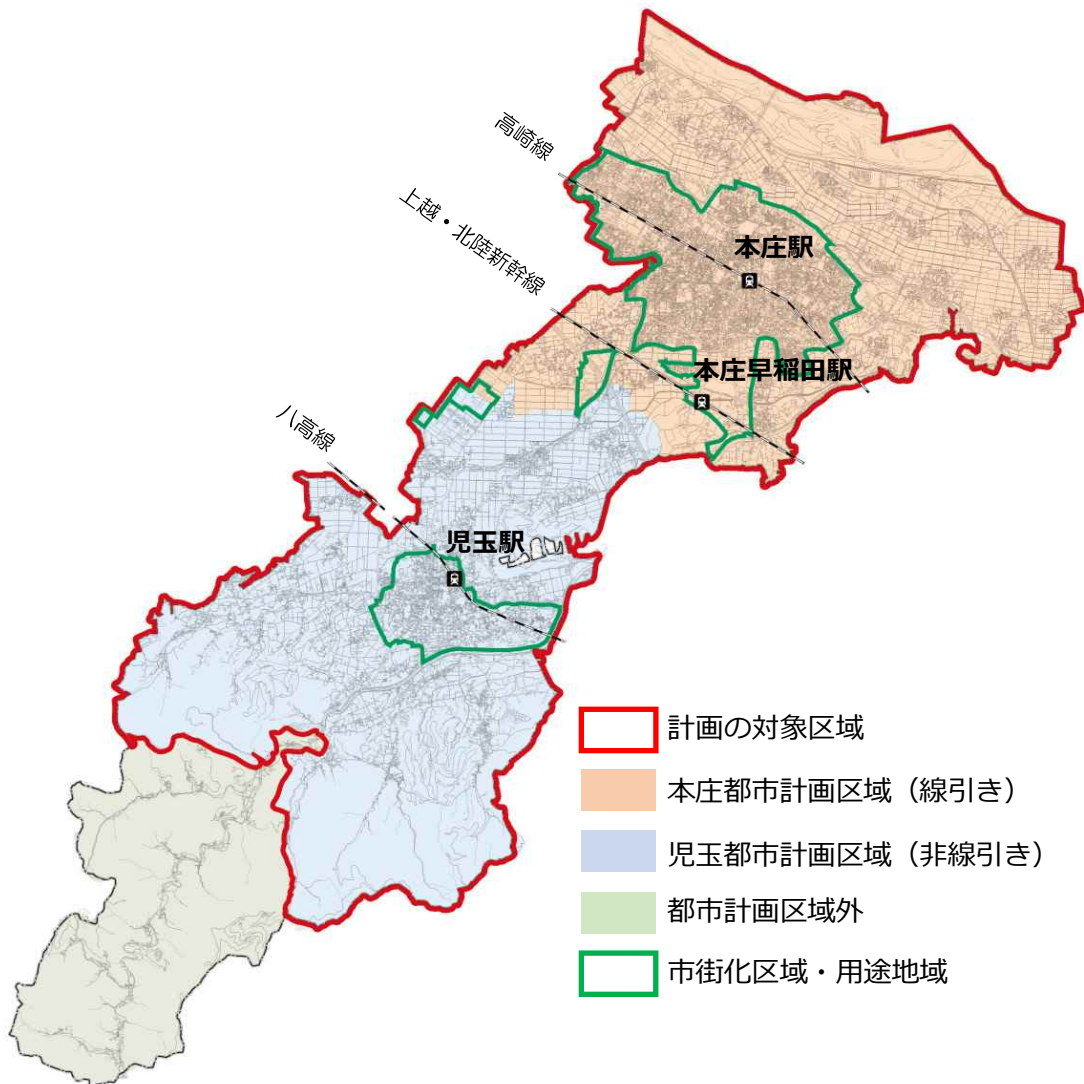 高崎線
上越・北陸新幹線
本庄駅
本庄早稲田駅
八高線
児玉駅
計画の対象区域
本庄都市計画区域（線引き）
児玉都市計画区域（非線引き）
都市計画区域外
市街化区域・用途地域